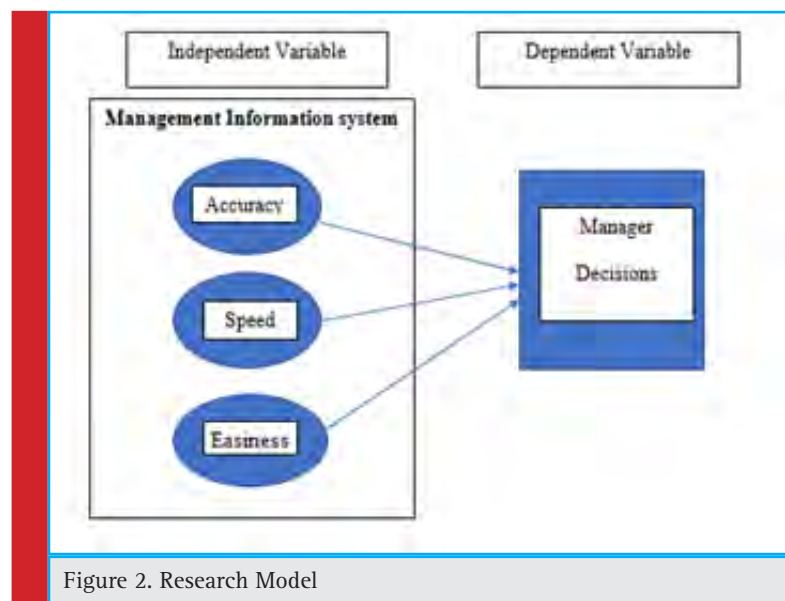 Independent Variable
Dependent Variable
Management Information system
Accuracy
Speed
Easiness
Manager
Decisions
Figure 2. Research Model